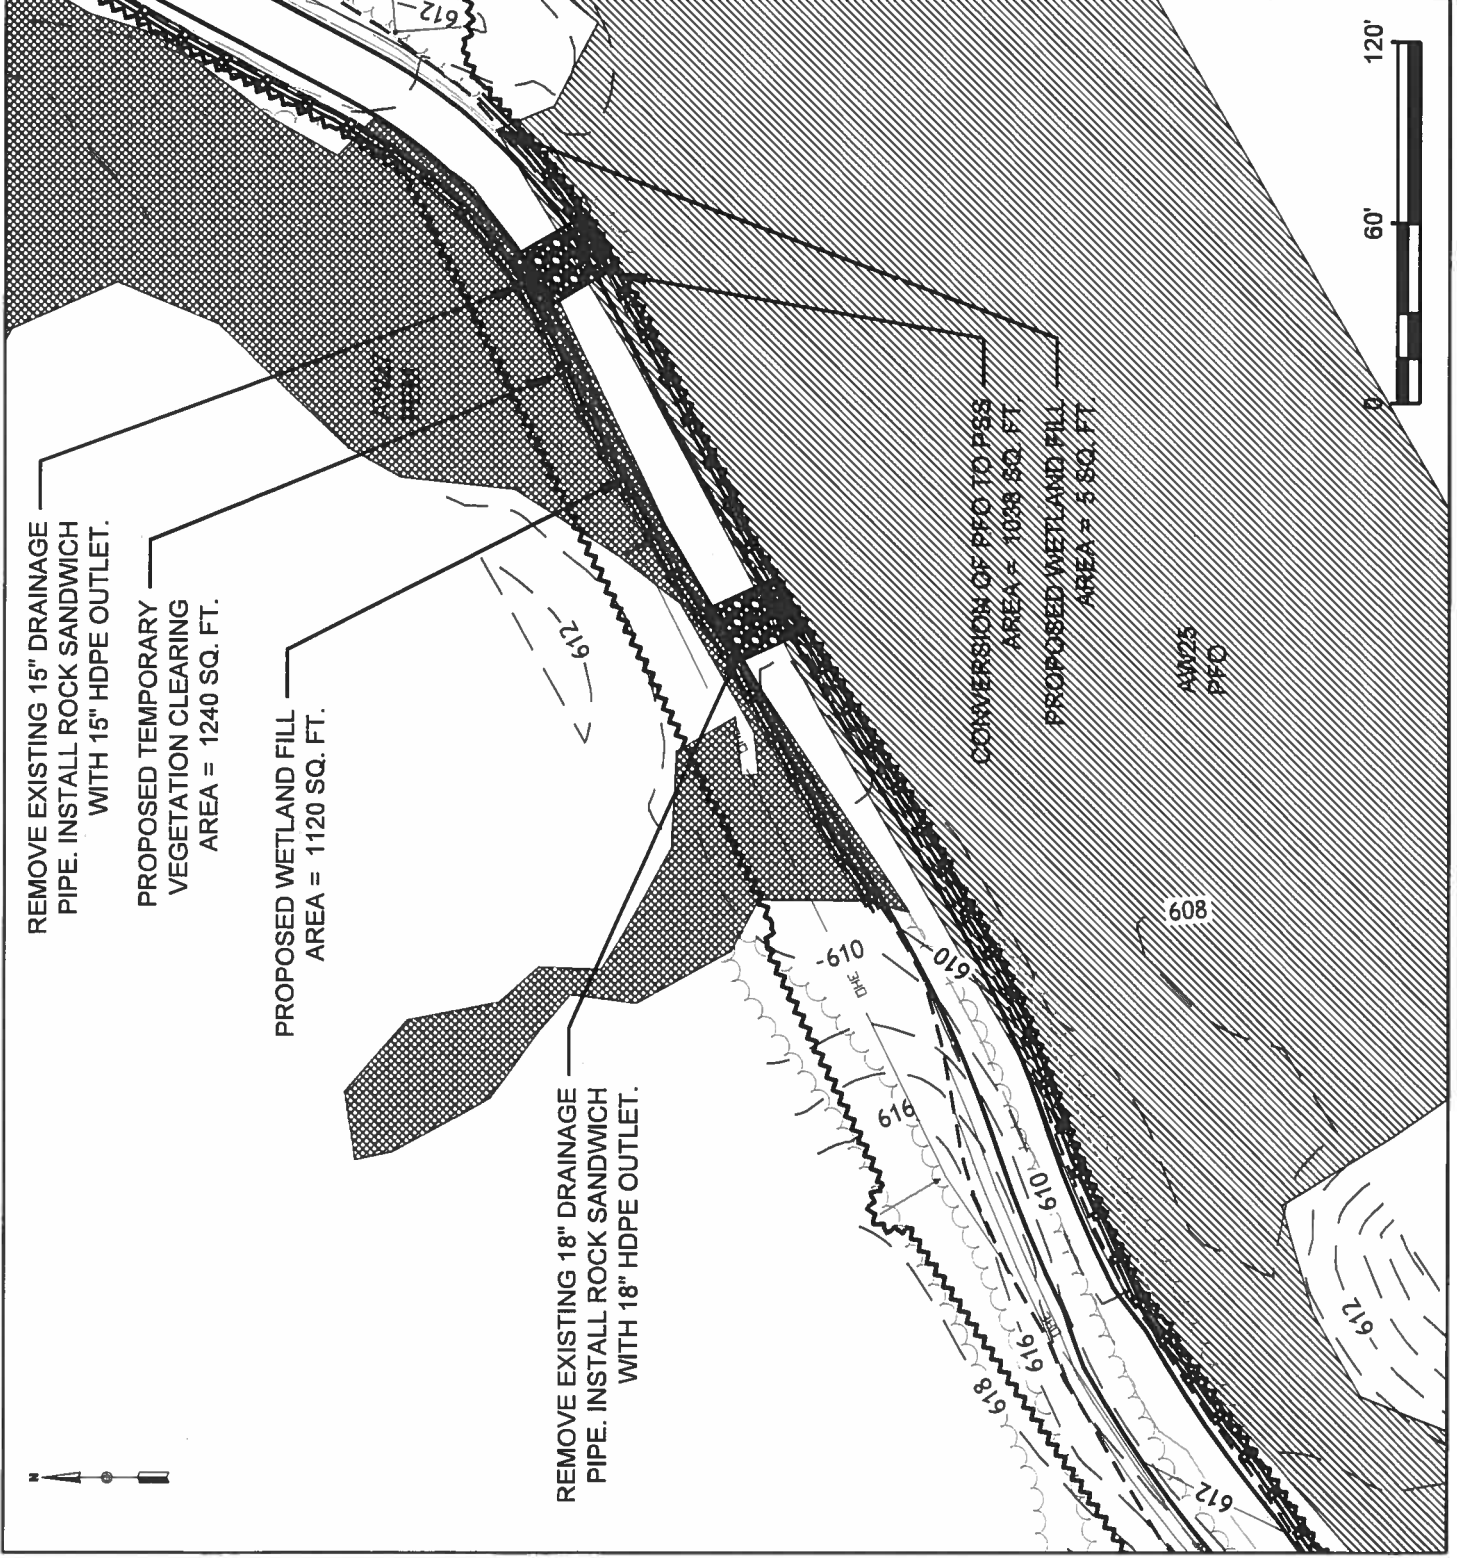 REMOVE EXISTING 15" DRAINAGE
PIPE. INSTALL ROCK SANDWICH
WITH 15" HDPE OUTLET.
PROPOSED TEMPORARY
VEGETATION CLEARING
AREA = 1240 SQ. FT.
PROPOSED WETLAND FILL
AREA = 1120 SQ. FT.
REMOVE EXISTING 18" DRAINAGE
PIPE. INSTALL ROCK SANDWICH
WITH 18" HDPE OUTLET.
CONVERSION OF PFO TO PSS
AREA = 1038 SQ. FT.
PROPOSED WETLAND FILL
AREA = 5 SQ. FT.
AW25
PFO
N
612
612
610
OHE
610
616
610
616
OHE
618
612
608
612
0
60'
120'